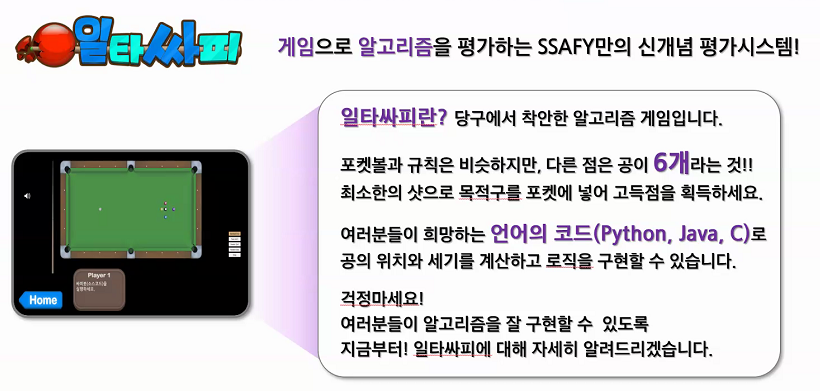 일타싸피
게임으로 알고리즘을 평가하는 SSAFY만의 신개념 평가시스템!
일타싸피란? 당구에서 착안한 알고리즘 게임입니다.
포켓볼과 규칙은 비슷하지만, 다른 점은 공이 6개라는 것!!
최소한의 샷으로 목적구를 포켓에 넣어 고득점을 획득하세요.
여러분들이 희망하는 언어의 코드(Python, Java, C)로
공의 위치와 세기를 계산하고 로직을 구현할 수 있습니다.
걱정마세요!
여러분들이 알고리즘을 잘 구현할 수 있도록
지금부터! 일타싸피에 대해 자세히 알려드리겠습니다.
Player 1
Home